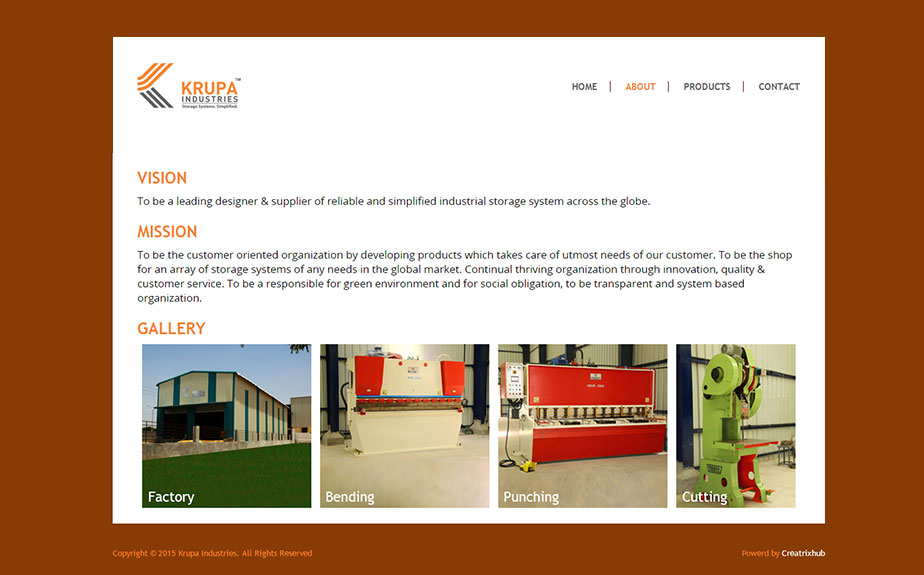 KRUPA™
INDUSTRIES
Storage Systems. Simplified.
HOME | ABOUT | PRODUCTS | CONTACT
VISION
To be a leading designer & supplier of reliable and simplified industrial storage system across the globe.
MISSION
To be the customer oriented organization by developing products which takes care of utmost needs of our customer. To be the shop
for an array of storage systems of any needs in the global market. Continual thriving organization through innovation, quality &
customer service. To be a responsible for green environment and for social obligation, to be transparent and system based
organization.
GALLERY
Factory
Bending
Punching
Cutting
Copyright © 2015 Krupa Industries. All Rights Reserved
Powerd by Creatrixhub